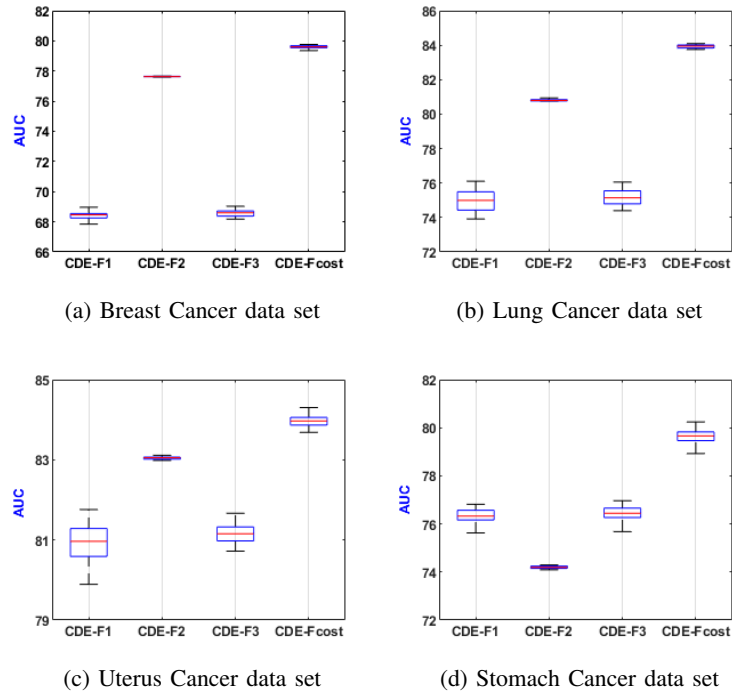 82
80
78
76
74
72
70
68
66
AUC
CDE-F1 CDE-F2 CDE-F3 CDE-Fcost
(a) Breast Cancer data set
86
84
82
80
78
76
74
72
AUC
CDE-F1 CDE-F2 CDE-F3 CDE-Fcost
(b) Lung Cancer data set
85
83
81
79
AUC
CDE-F1 CDE-F2 CDE-F3 CDE-Fcost
(c) Uterus Cancer data set
82
80
78
76
74
72
AUC
CDE-F1 CDE-F2 CDE-F3 CDE-Fcost
(d) Stomach Cancer data set